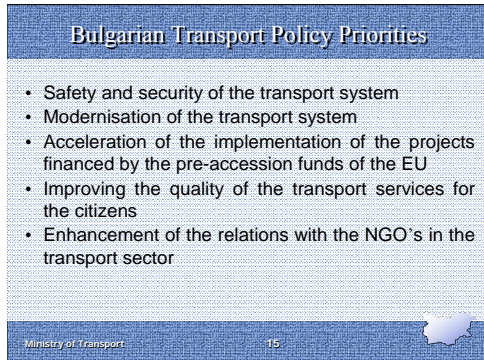 Bulgarian Transport Policy Priorities
• Safety and security of the transport system
• Modernisation of the transport system
• Acceleration of the implementation of the projects
financed by the pre-accession funds of the EU
• Improving the quality of the transport services for
the citizens
• Enhancement of the relations with the NGO’s in the
transport sector
Ministry of Transport
15